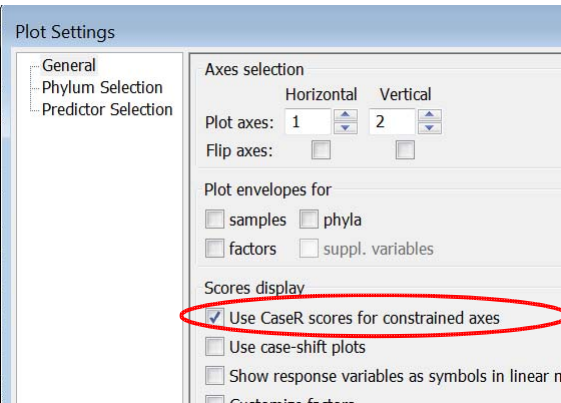 Plot Settings
General
Phylum Selection
Predictor Selection
Axes selection
Horizontal Vertical
Plot axes: 1 2
Flip axes:
Plot envelopes for
samples phyla
factors suppl. variables
Scores display
Use CaseR scores for constrained axes
Use case-shift plots
Show response variables as symbols in linear
Customize factors